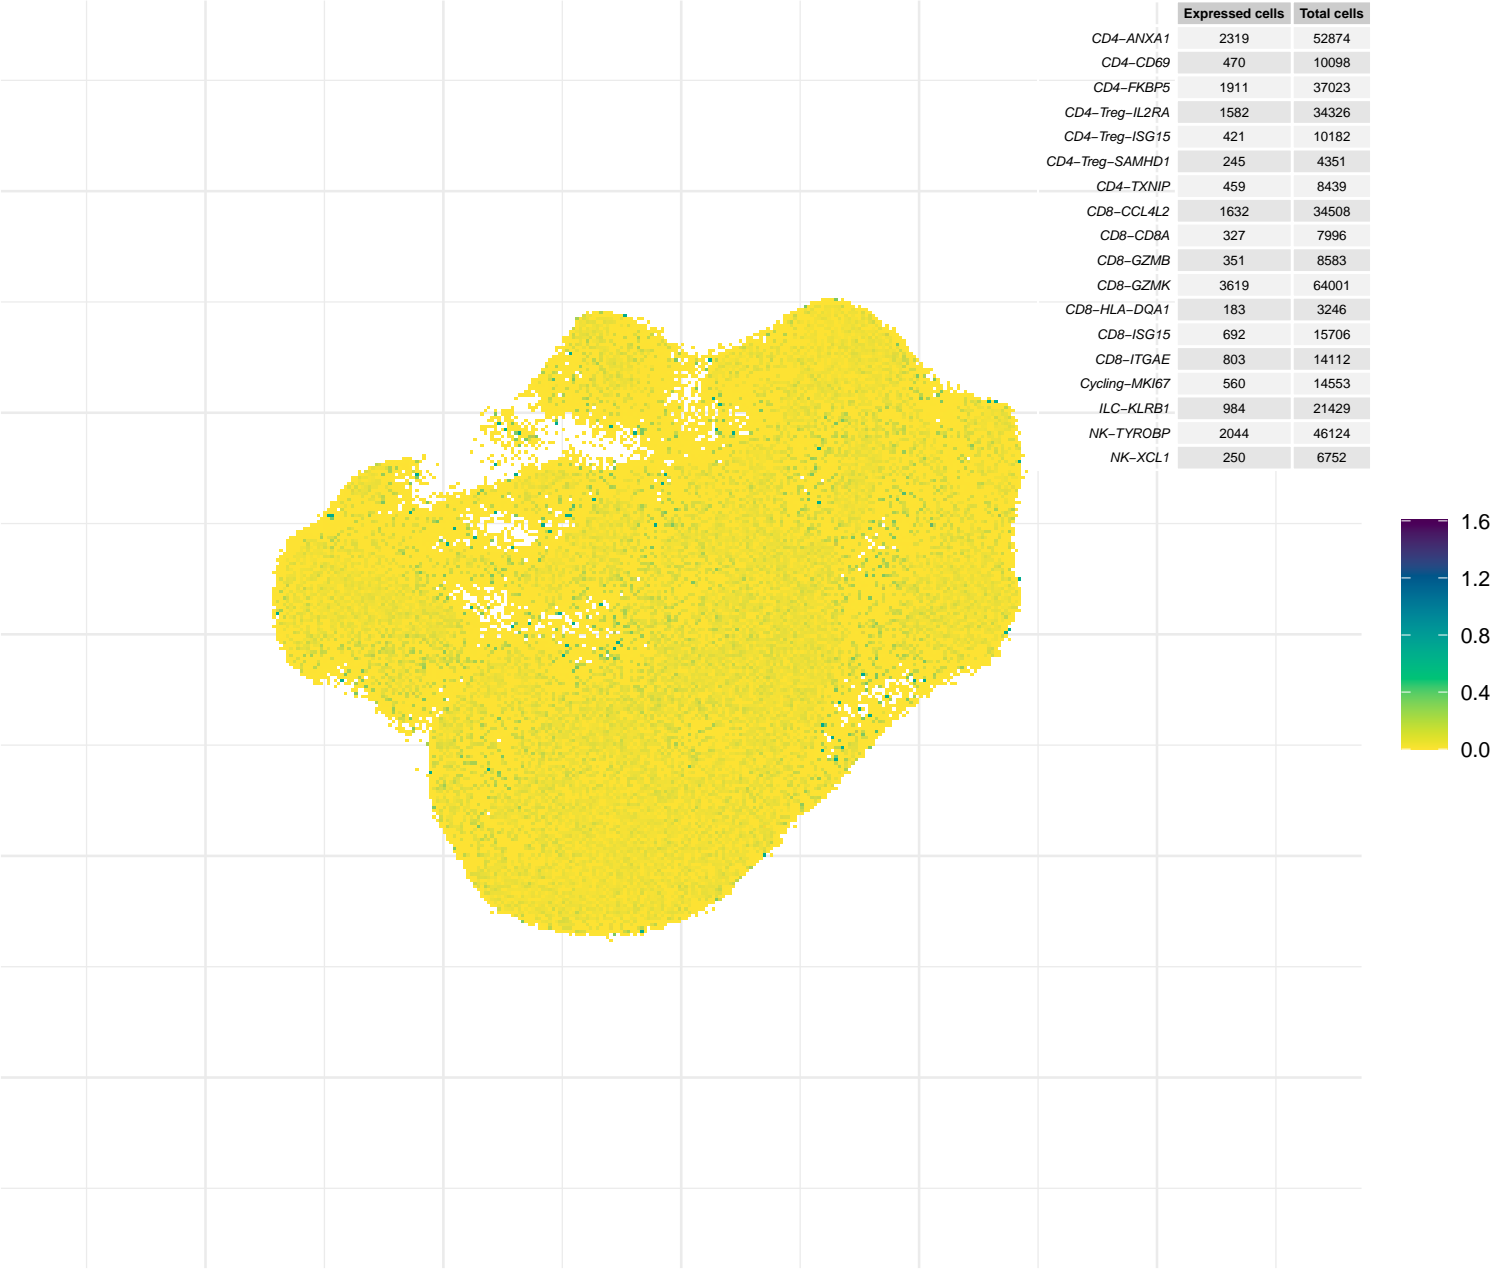 Expressed cells Total cells
CD4−ANXA1 2319 52874
CD4−CD69 470 10098
CD4−FKBP5 1911 37023
CD4−Treg−IL2RA 1582 34326
CD4−Treg−ISG15 421 10182
CD4−Treg−SAMHD1 245 4351
CD4−TXNIP 459 8439
CD8−CCL4L2 1632 34508
CD8−CD8A 327 7996
CD8−GZMB 351 8583
CD8−GZMK 3619 64001
CD8−HLA−DQA1 183 3246
CD8−ISG15 692 15706
CD8−ITGAE 803 14112
Cycling−MKI67 560 14553
ILC−KLRB1 984 21429
NK−TYROBP 2044 46124
NK−XCL1 250 6752
1.6
1.2
0.8
0.4
0.0